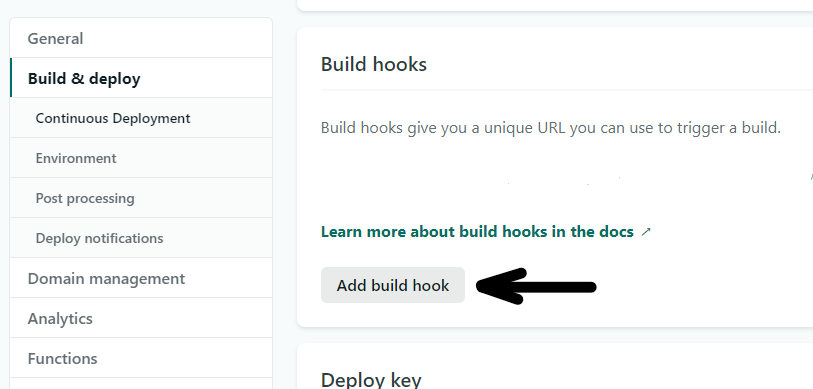 General
Build & deploy
Continuous Deployment
Environment
Post processing
Deploy notifications
Domain management
Analytics
Functions
Build hooks
Build hooks give you a unique URL you can use to trigger a build.
Learn more about build hooks in the docs ↗
Add build hook
Deploy key